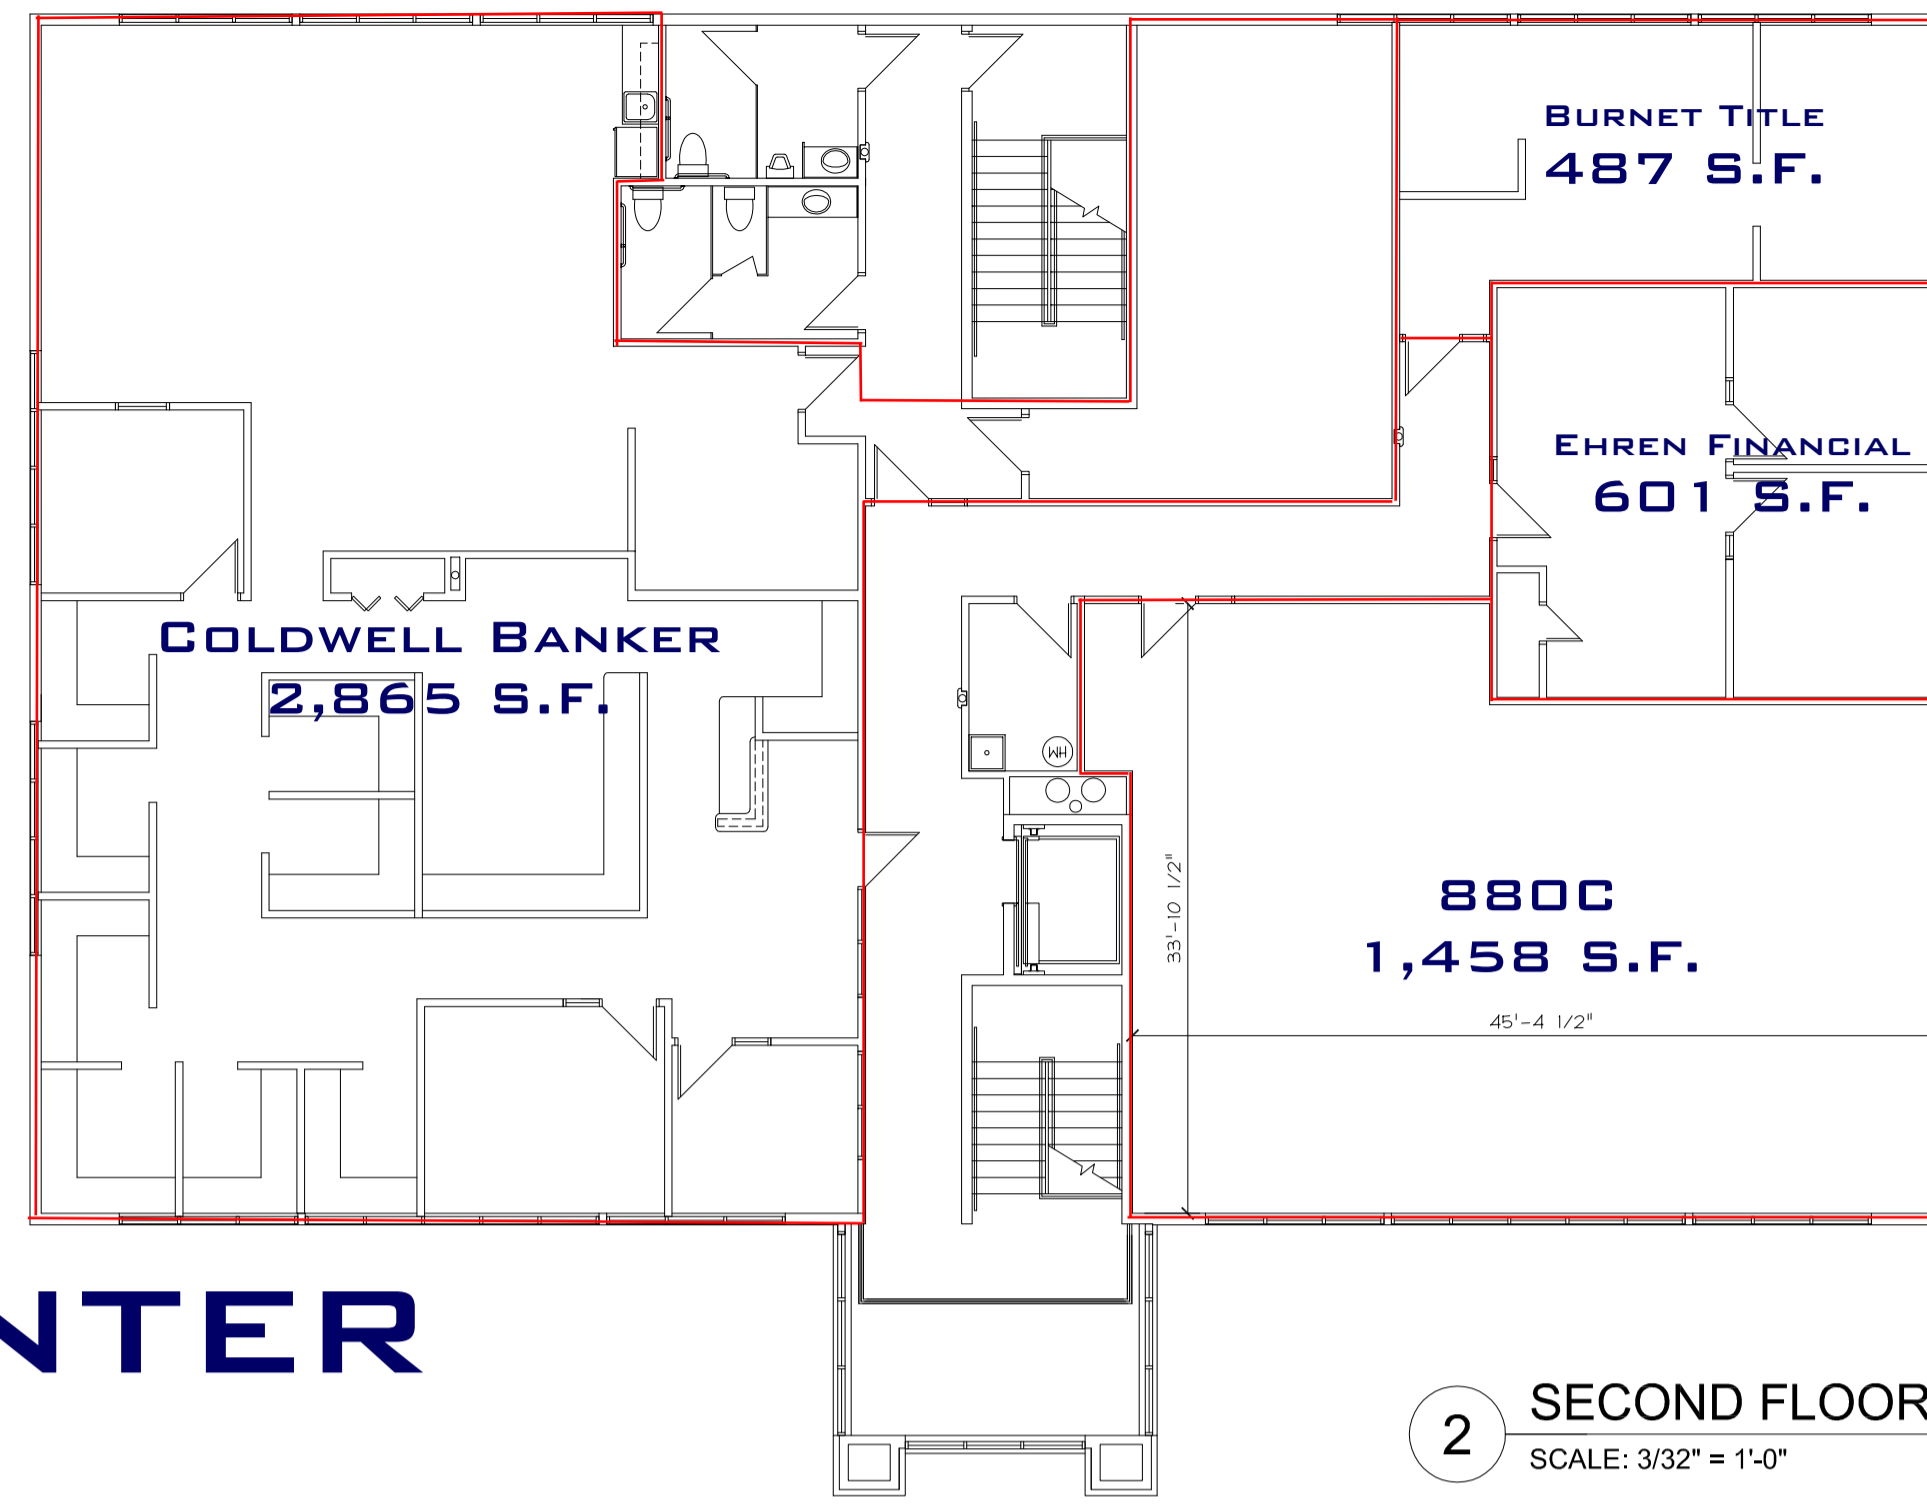 BURNET TITLE
487 S.F.
EHREN FINANCIAL
601 S.F.
COLDWELL BANKER
2,865 S.F.
WH
880C
1,458 S.F.
33'-10 1/2"
45'-4 1/2"
NTER
2
SECOND FLOOR
SCALE: 3/32" = 1'-0"